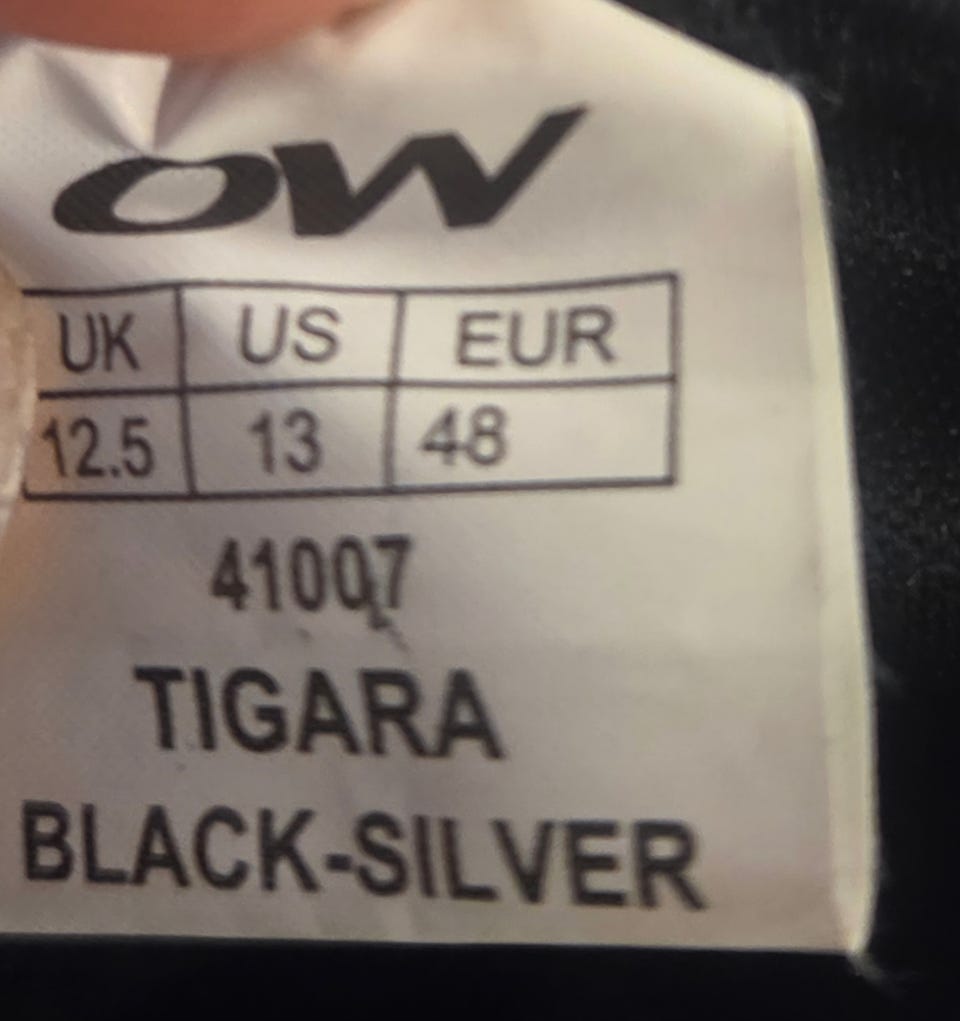 OW
UK US EUR
12.5 13 48
41007
TIGARA
BLACK-SILVER